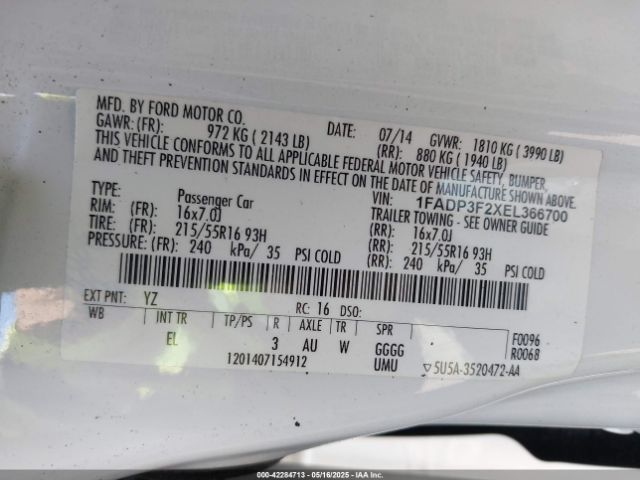 MFD. BY FORD MOTOR CO.
DATE: 07/14 GVWR: 1810 KG ( 3990 LB)
GAWR: (FR): 972 KG ( 2143 LB) (RR): 880 KG ( 1940 LB)
THIS VEHICLE CONFORMS TO ALL APPLICABLE FEDERAL MOTOR VEHICLE SAFETY, BUMPER,
AND THEFT PREVENTION STANDARDS IN EFFECT ON THE DATE OF MANUFACTURE SHOWN ABOVE.
VIN: 1FADP3F2XEL366700
TYPE: Passenger Car TRAILER TOWING - SEE OWNER GUIDE
RIM: (FR): 16x7.0J (RR): 16x7.0J
TIRE: (FR): 215/55R16 93H (RR): 215/55R16 93H
PRESSURE: (FR): 240 kPa/ 35 PSI COLD (RR): 240 kPa/ 35 PSI COLD
EXT PNT: YZ RC: 16 DSO:
WB INT TR TP/PS R AXLE TR SPR F0096
EL 3 AU W GGGG R0068
1201407154912 UMU ▽5U5A-3520472-AA
000-42284713 - 05/16/2025 - IAA Inc.